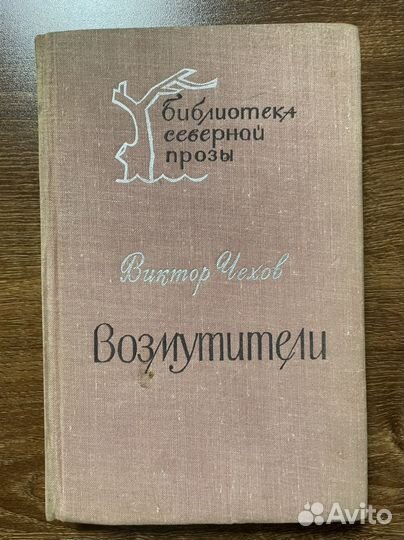 библиотека
северной
прозы
Виктор Чехов
Возмутители
Avito